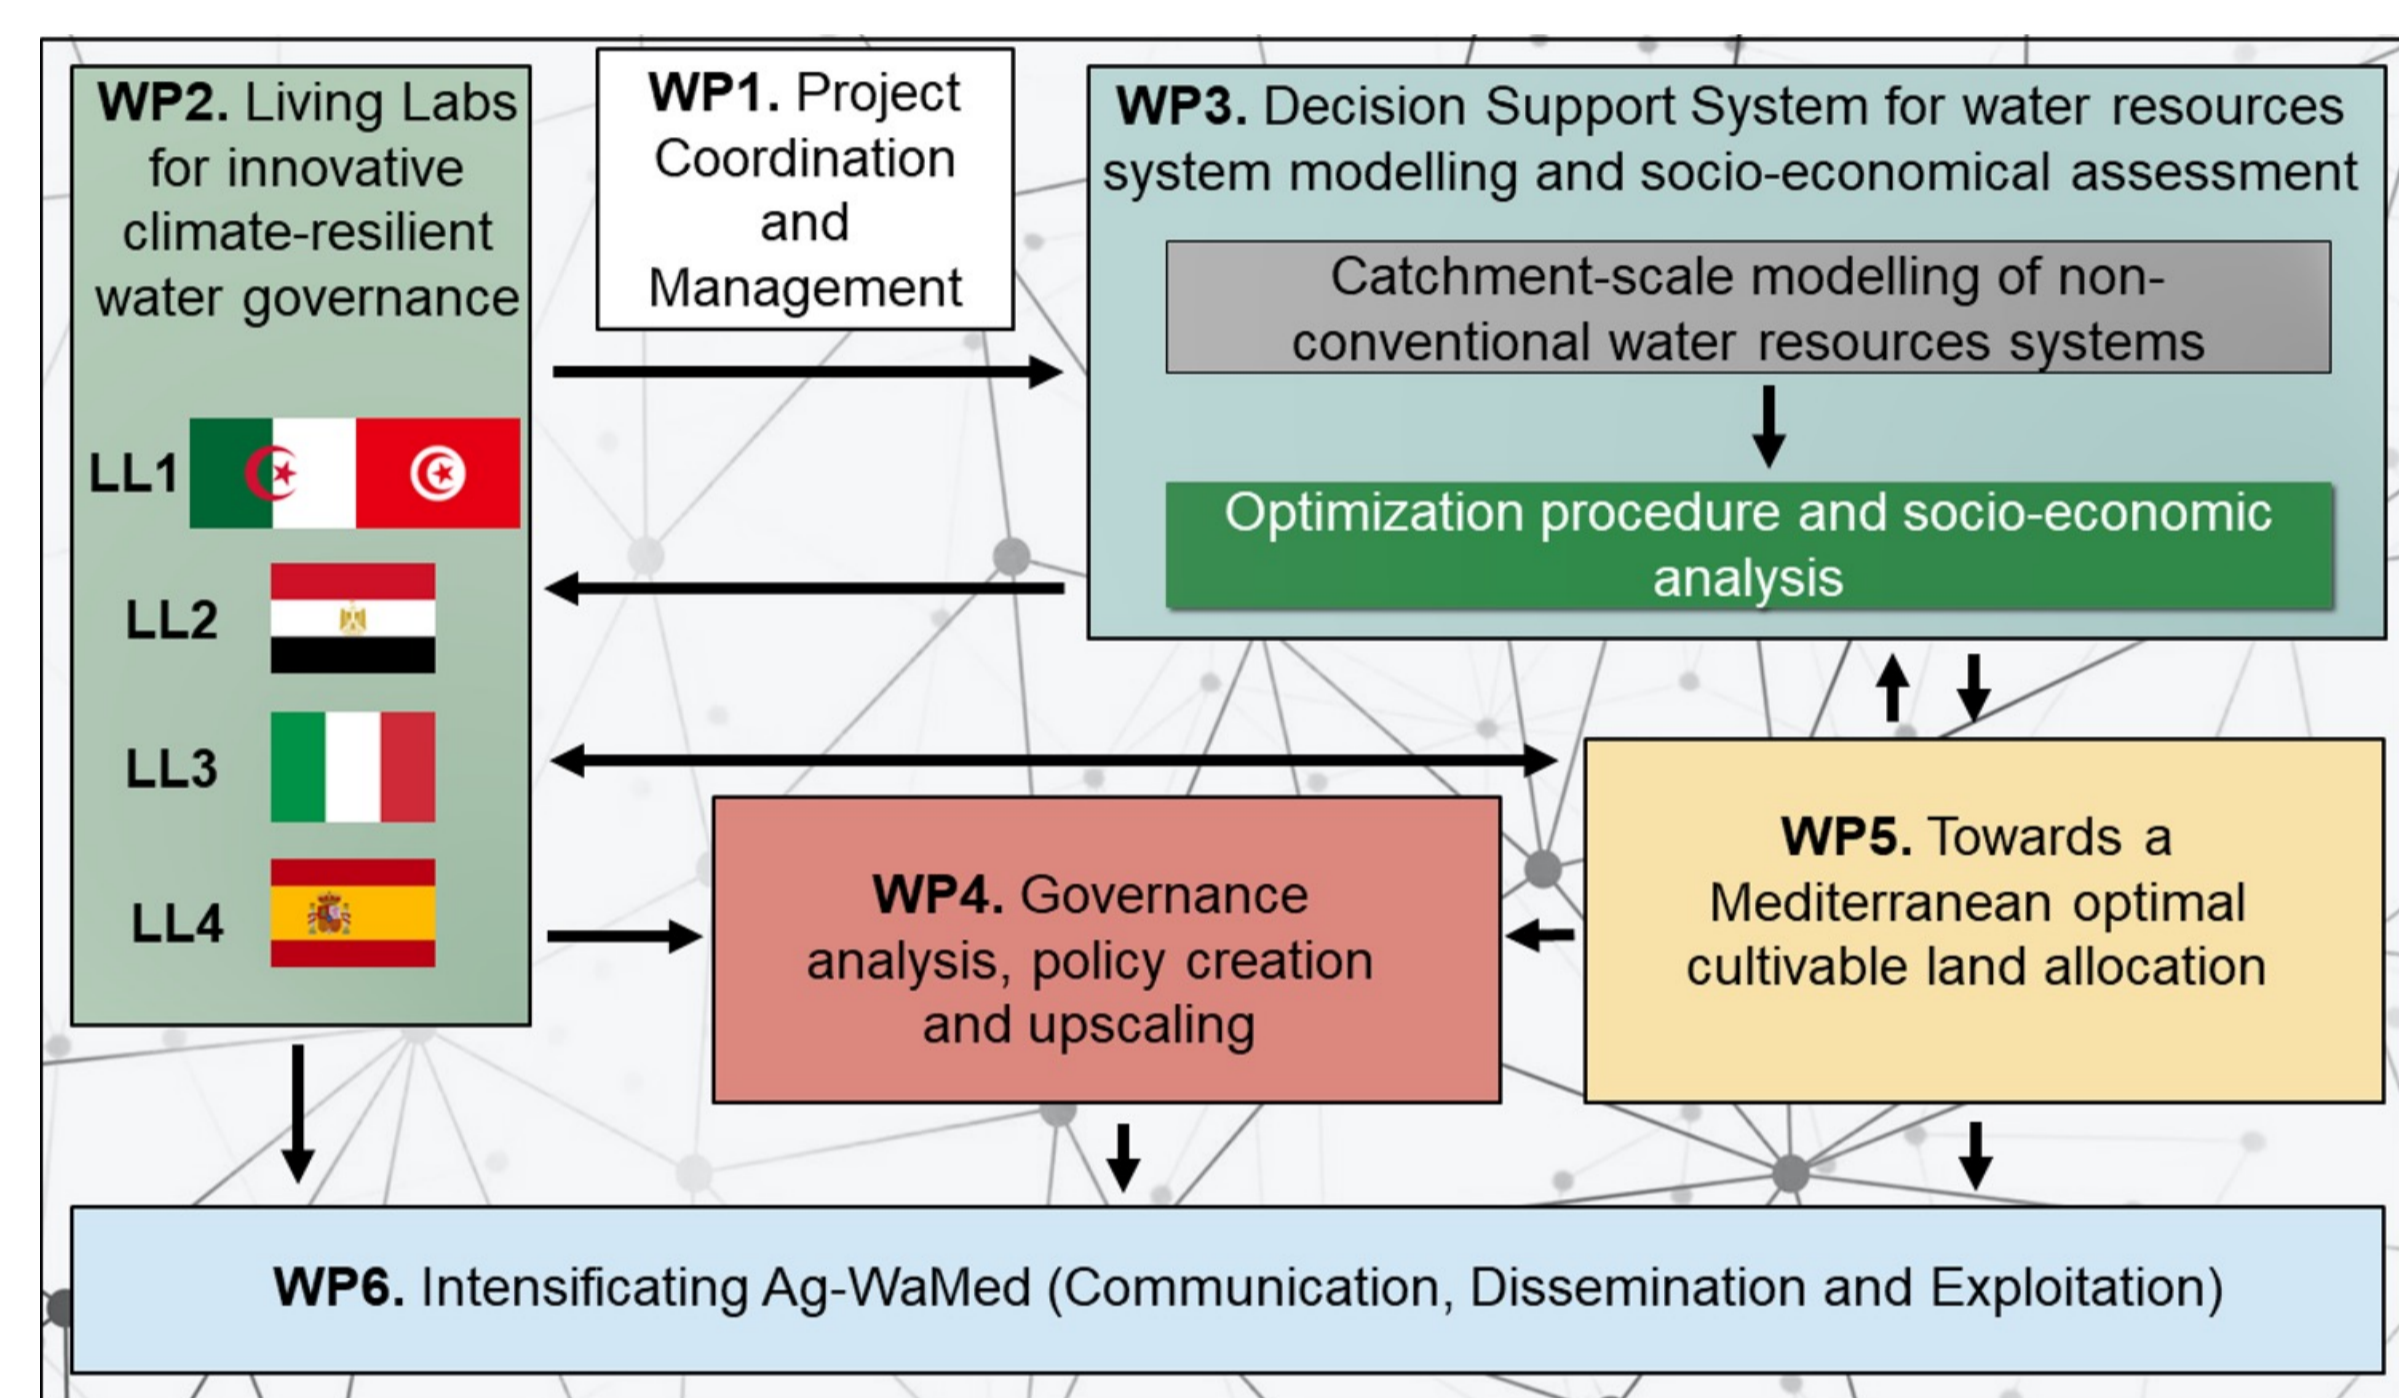 WP2. Living Labs
for innovative
climate-resilient
water governance
LL1
LL2
LL3
LL4
WP1. Project
Coordination
and
Management
WP3. Decision Support System for water resources
system modelling and socio-economical assessment
Catchment-scale modelling of non-
conventional water resources systems
Optimization procedure and socio-economic
analysis
WP4. Governance
analysis, policy creation
and upscaling
WP5. Towards a
Mediterranean optimal
cultivable land allocation
WP6. Intensificating Ag-WaMed (Communication, Dissemination and Exploitation)